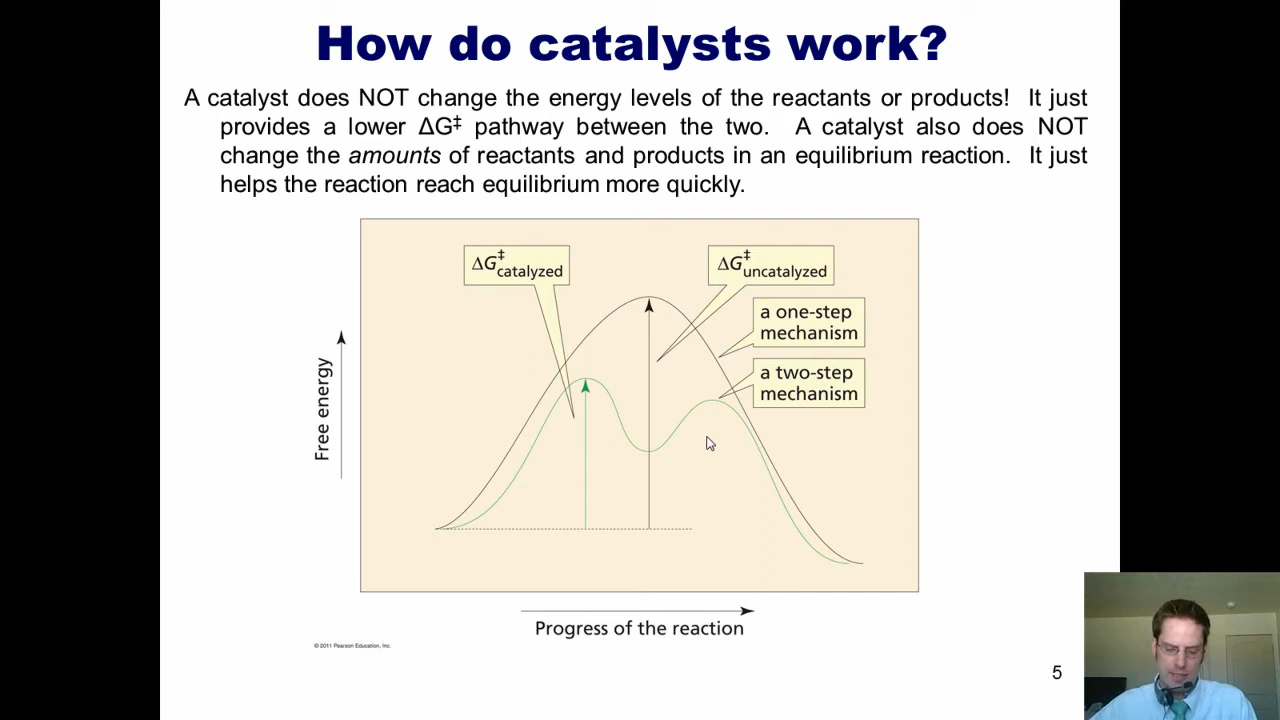 How do catalysts work?
A catalyst does NOT change the energy levels of the reactants or products! It just
provides a lower ΔG‡ pathway between the two. A catalyst also does NOT
change the amounts of reactants and products in an equilibrium reaction. It just
helps the reaction reach equilibrium more quickly.
ΔG‡catalyzed
ΔG‡uncatalyzed
a one-step
mechanism
a two-step
mechanism
Free energy
Progress of the reaction
© 2011 Pearson Education, Inc.
5